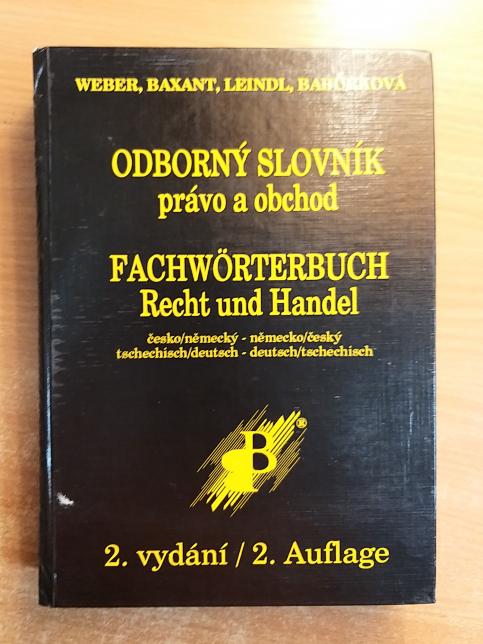 WEBER, BAXANT, LEINDL, BABŮRKOVÁ
ODBORNÝ SLOVNÍK
právo a obchod
FACHWÖRTERBUCH
Recht und Handel
česko/německý - německo/český
tschechisch/deutsch - deutsch/tschechisch
B®
2. vydání / 2. Auflage